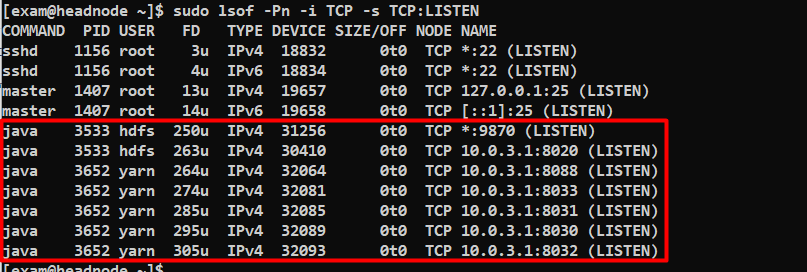 [exam@headnode ~]$ sudo lsof -Pn -i TCP -s TCP:LISTEN
COMMAND  PID USER   FD   TYPE DEVICE SIZE/OFF NODE NAME
sshd    1156 root    3u  IPv4  18832      0t0  TCP *:22 (LISTEN)
sshd    1156 root    4u  IPv6  18834      0t0  TCP *:22 (LISTEN)
master  1407 root   13u  IPv4  19657      0t0  TCP 127.0.0.1:25 (LISTEN)
master  1407 root   14u  IPv6  19658      0t0  TCP [::1]:25 (LISTEN)
java    3533 hdfs  250u  IPv4  31256      0t0  TCP *:9870 (LISTEN)
java    3533 hdfs  263u  IPv4  30410      0t0  TCP 10.0.3.1:8020 (LISTEN)
java    3652 yarn  264u  IPv4  32064      0t0  TCP 10.0.3.1:8088 (LISTEN)
java    3652 yarn  274u  IPv4  32081      0t0  TCP 10.0.3.1:8033 (LISTEN)
java    3652 yarn  285u  IPv4  32085      0t0  TCP 10.0.3.1:8031 (LISTEN)
java    3652 yarn  295u  IPv4  32089      0t0  TCP 10.0.3.1:8030 (LISTEN)
java    3652 yarn  305u  IPv4  32093      0t0  TCP 10.0.3.1:8032 (LISTEN)
[exam@headnode ~]$